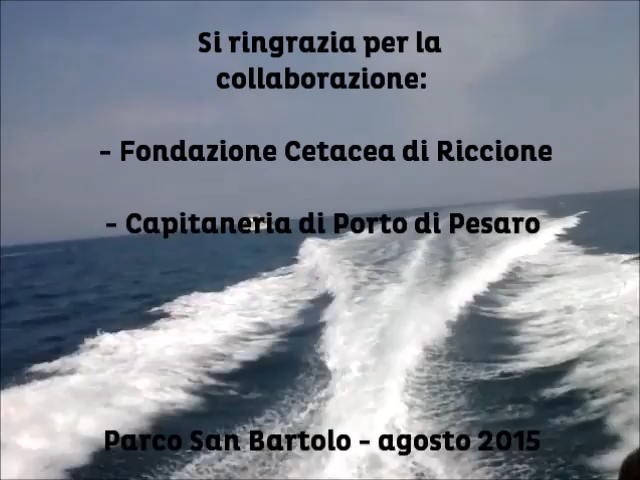 Si ringrazia per la
collaborazione:
- Fondazione Cetacea di Riccione
- Capitaneria di Porto di Pesaro
Parco San Bartolo - agosto 2015